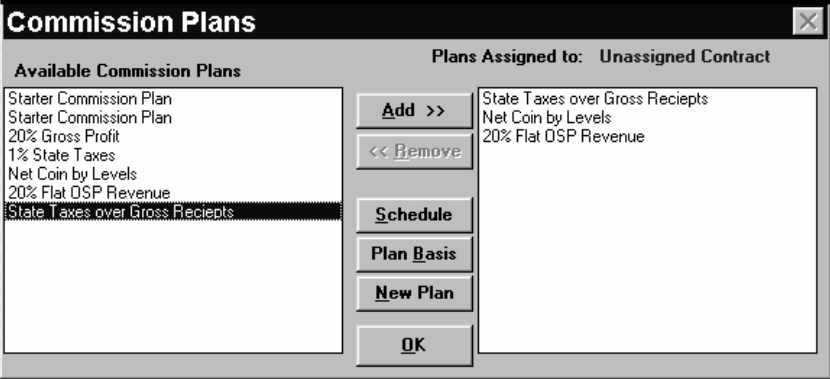 Commission Plans
Plans Assigned to: Unassigned Contract
Available Commission Plans
Starter Commission Plan
Starter Commission Plan
20% Gross Profit
1% State Taxes
Net Coin by Levels
20% Flat OSP Revenue
State Taxes over Gross Reciepts
Add >>
<< Remove
Schedule
Plan Basis
New Plan
OK
State Taxes over Gross Reciepts
Net Coin by Levels
20% Flat OSP Revenue